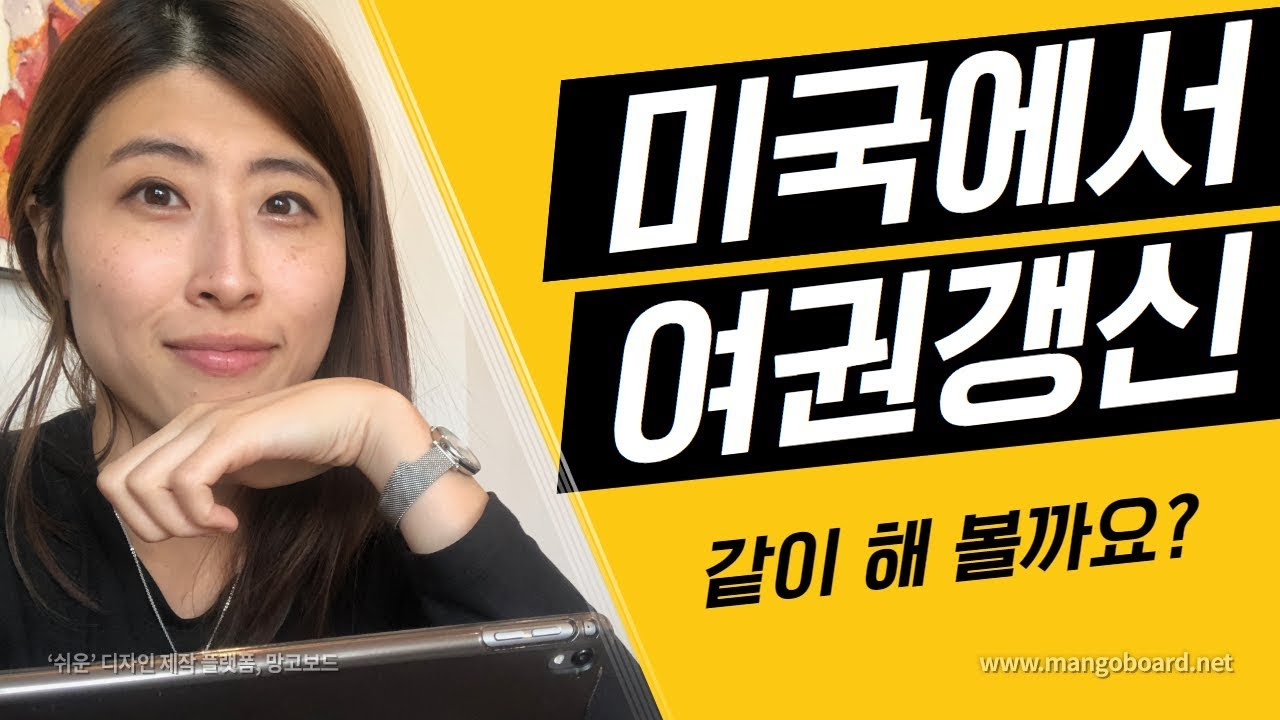 미국에서
여권갱신
같이 해 볼까요?
‘쉬운’ 디자인 제작 플랫폼, 망고보드
www.mangoboard.net